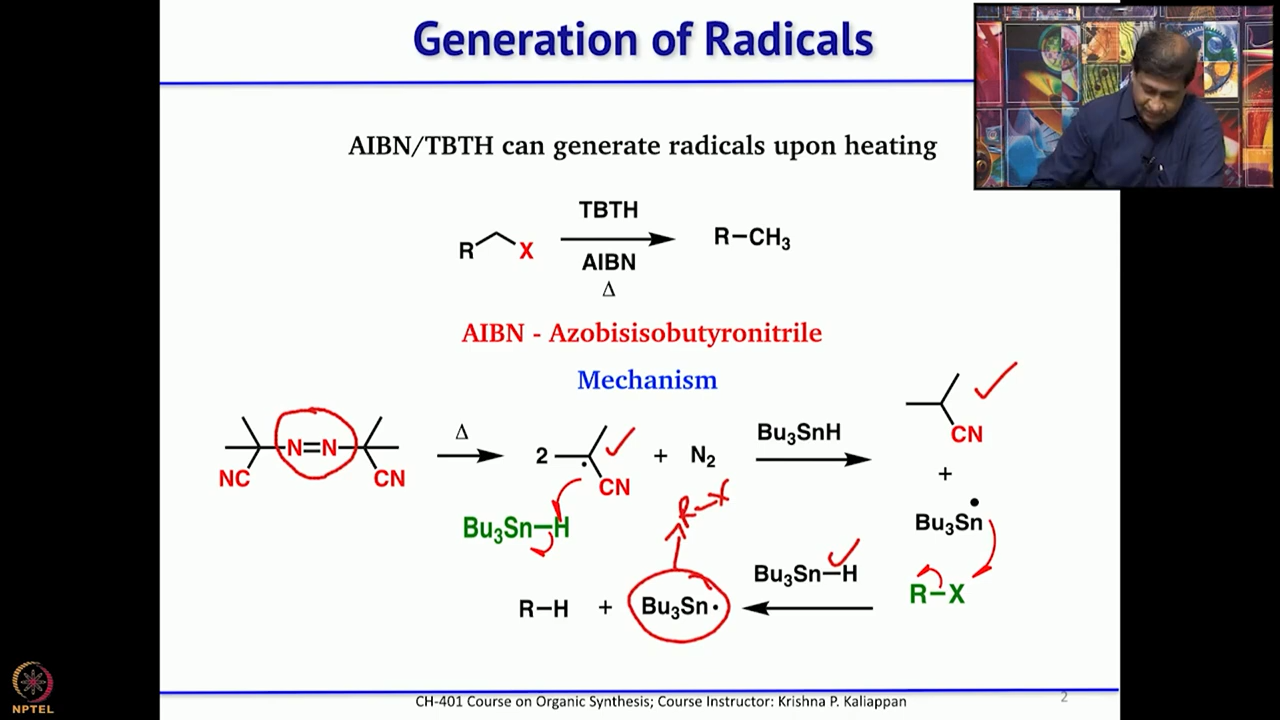 Generation of Radicals
AIBN/TBTH can generate radicals upon heating
TBTH
R X R−CH3
AIBN
Δ
AIBN - Azobisisobutyronitrile
Mechanism
N=N Δ 2 + N2 Bu3SnH CN
NC CN CN +
Bu3Sn−H R−X Bu3Sn•
R−H + Bu3Sn• Bu3Sn−H R−X
CH-401 Course on Organic Synthesis; Course Instructor: Krishna P. Kaliappan
2
NPTEL